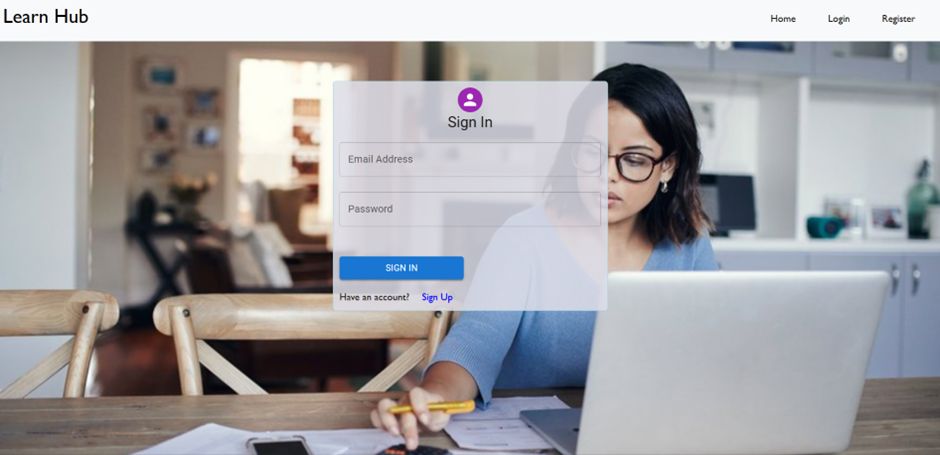 Learn Hub
Home Login Register
Sign In
Email Address
Password
SIGN IN
Have an account? Sign Up